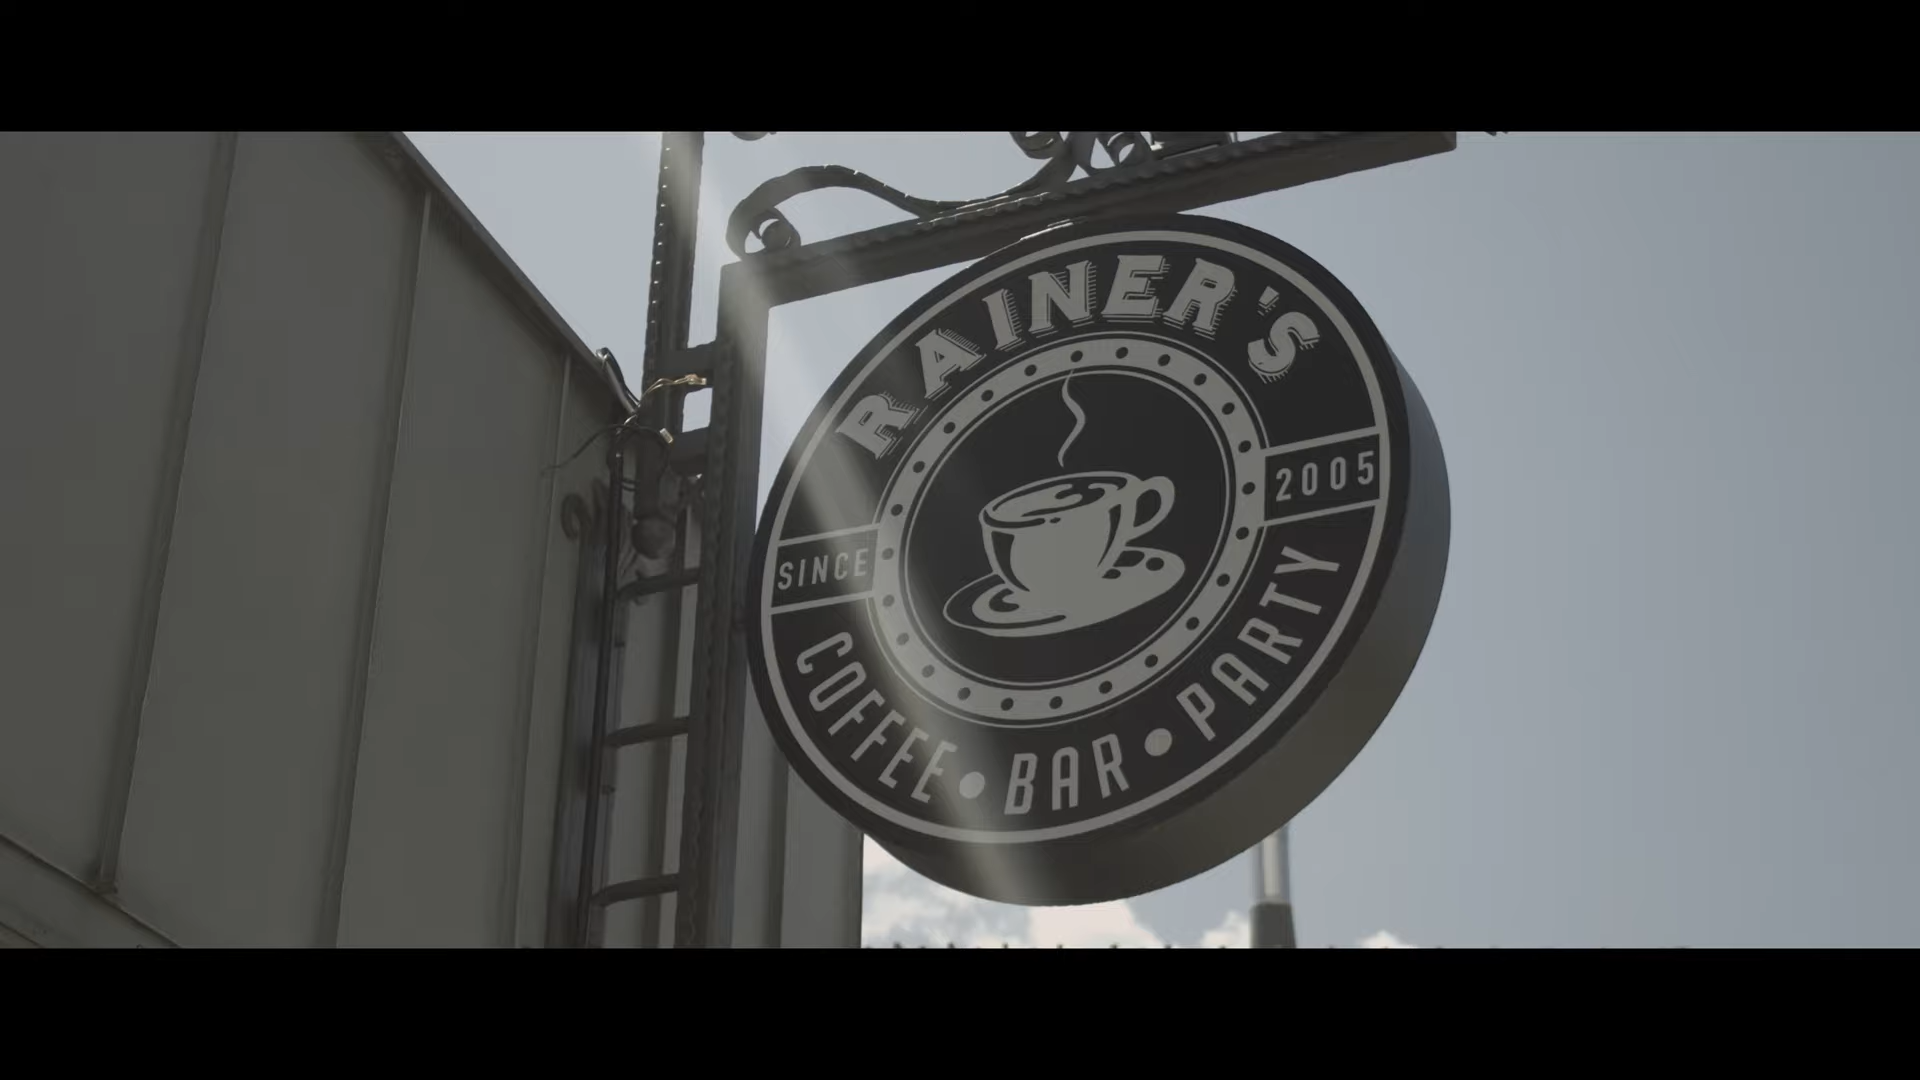 RAINER'S
SINCE 2005
COFFEE • BAR • PARTY